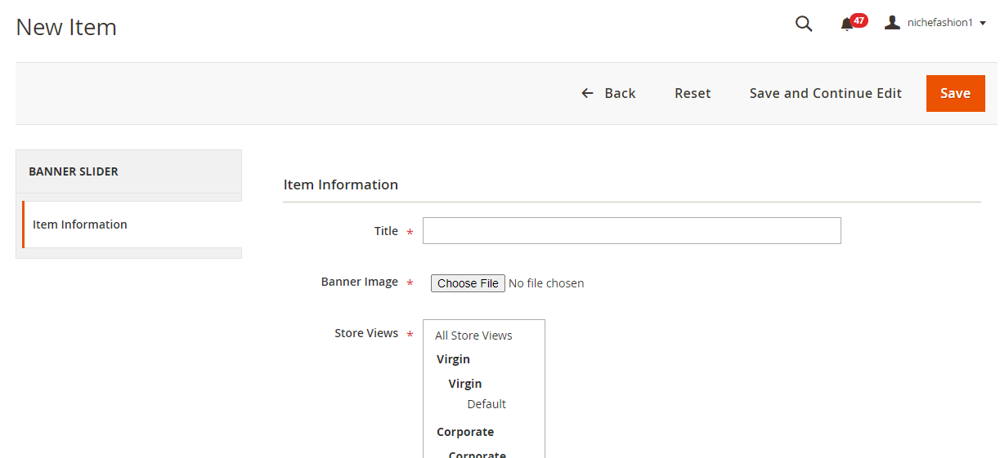 New Item
47
nichefashion1
Back
Reset
Save and Continue Edit
Save
BANNER SLIDER
Item Information
Item Information
Title *
Banner Image *
Choose File No file chosen
Store Views *
All Store Views
Virgin
Virgin
Default
Corporate
Corporate